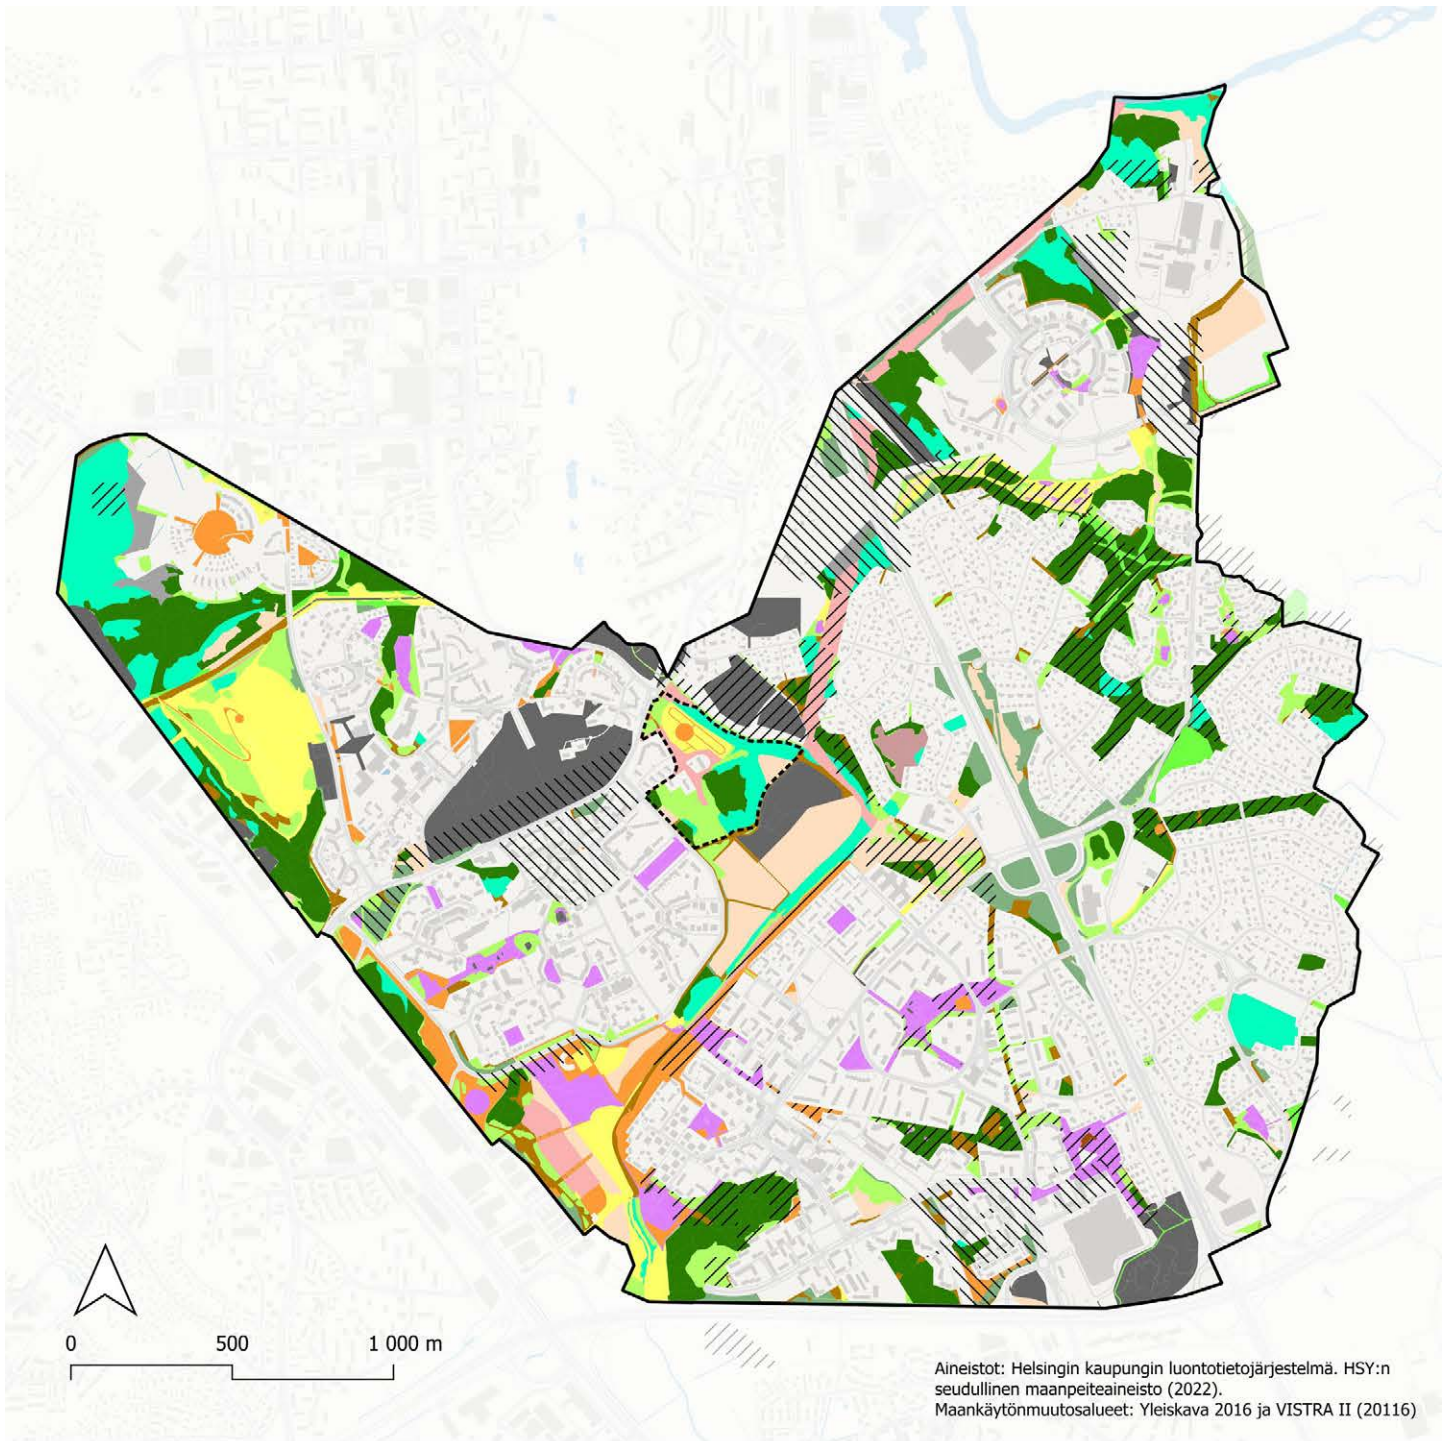 0 500 1 000 m
Aineistot: Helsingin kaupungin luontotietojärjestelmä. HSY:n
seudullinen maanpeiteaineisto (2022).
Maankäytönmuutosalueet: Yleiskava 2016 ja VISTRA II (20116)